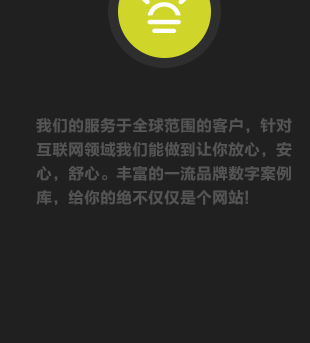 我们的服务于全球范围的客户，针对
互联网领域我们能做到让你放心，安
心，舒心。丰富的一流品牌数字案例
库，给你的绝不仅仅是个网站!